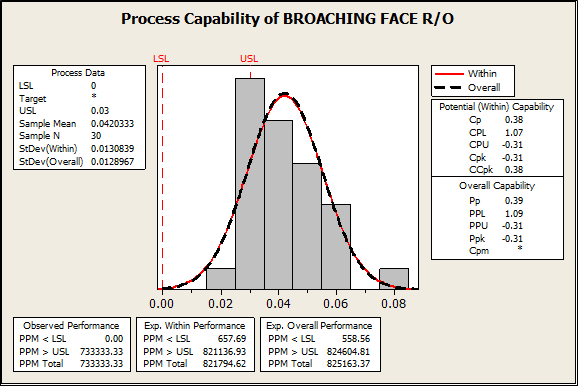 Process Capability of BROACHING FACE R/O
LSL USL
Process Data
LSL 0
Target *
USL 0.03
Sample Mean 0.0420333
Sample N 30
StDev(Within) 0.0130839
StDev(Overall) 0.0128967
Within
Overall
Potential (Within) Capability
Cp 0.38
CPL 1.07
CPU -0.31
Cpk -0.31
CCpk 0.38
Overall Capability
Pp 0.39
PPL 1.09
PPU -0.31
Ppk -0.31
Cpm *
0.00 0.02 0.04 0.06 0.08
Observed Performance
PPM < LSL 0.00
PPM > USL 733333.33
PPM Total 733333.33
Exp. Within Performance
PPM < LSL 657.69
PPM > USL 821136.93
PPM Total 821794.62
Exp. Overall Performance
PPM < LSL 558.56
PPM > USL 824604.81
PPM Total 825163.37